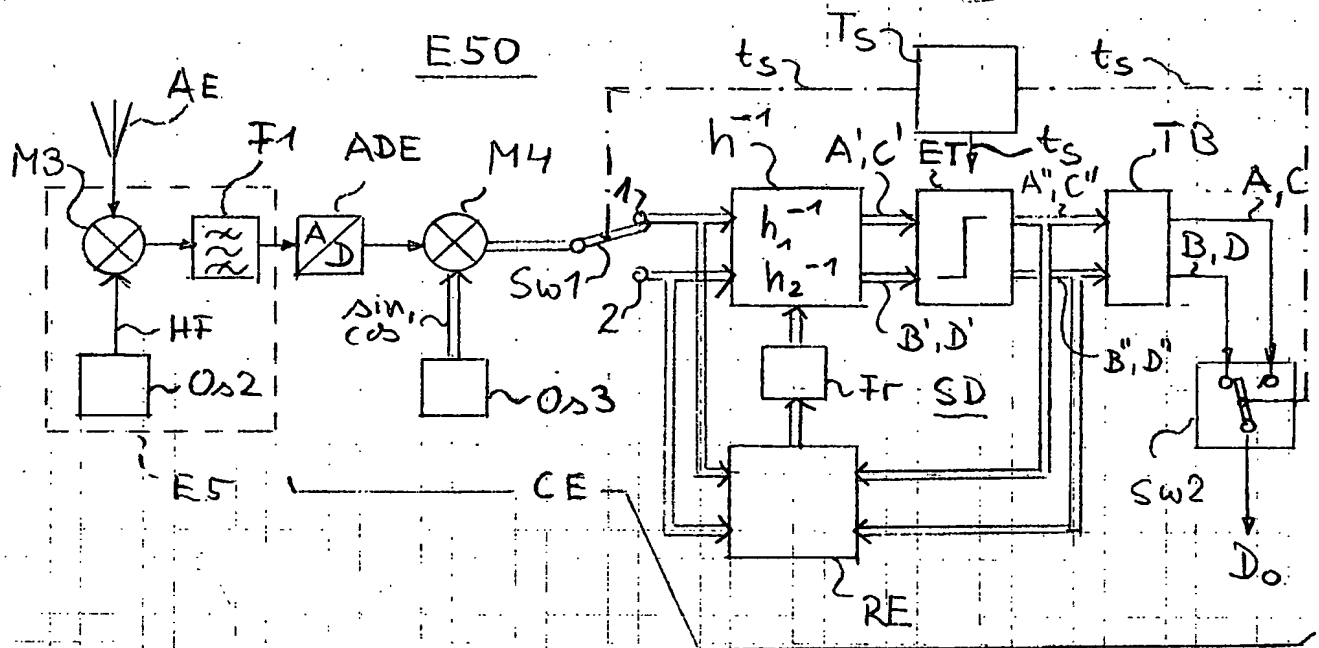 E50
Ts
ts
ts
AE
F1
ADE
M4
h⁻¹
A',C'
ET
ts
A",C"
TB
M3
1
A,C
h₁⁻¹
h₂⁻¹
A/D
B,D
Sw1
2
sin,
cos
B',D'
B",D"
HF
Os2
Os3
Fr
SD
E5
CE
Sw2
RE
D₀